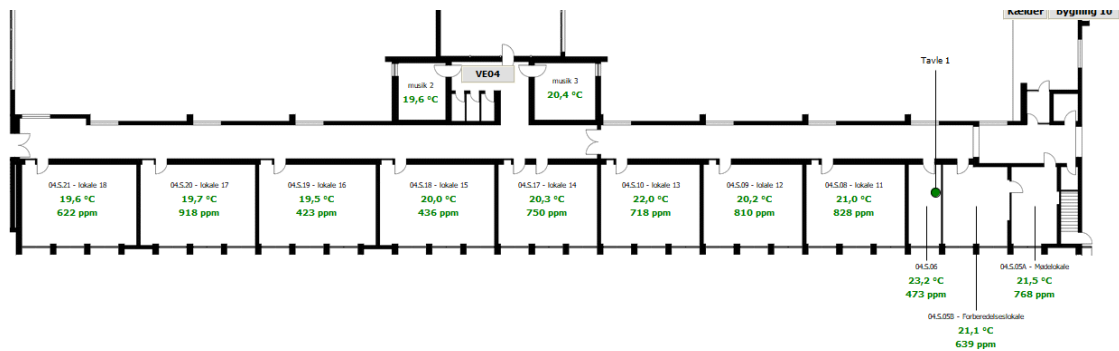 Kælder
Bygning 10
Tavle 1
VE04
musik 2
19,6 °C
musik 3
20,4 °C
04.S.21 - lokale 18
19,6 °C
622 ppm
04.S.20 - lokale 17
19,7 °C
918 ppm
04.S.19 - lokale 16
19,5 °C
423 ppm
04.S.18 - lokale 15
20,0 °C
436 ppm
04.S.17 - lokale 14
20,3 °C
750 ppm
04.S.10 - lokale 13
22,0 °C
718 ppm
04.S.09 - lokale 12
20,2 °C
810 ppm
04.S.08 - lokale 11
21,0 °C
828 ppm
04.S.06
23,2 °C
473 ppm
04.S.05A - Mødelokale
21,5 °C
768 ppm
04.S.05B - Forberedelseslokale
21,1 °C
639 ppm